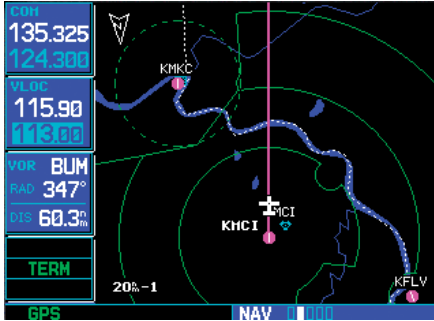 COM
135.325
124.300
VLOC
115.90
113.00
VOR BUM
RAD 347°
DIS 60.3nm
TERM
GPS
N
KMKC
KMCI
MCI
KFLV
20nm-1
NAV